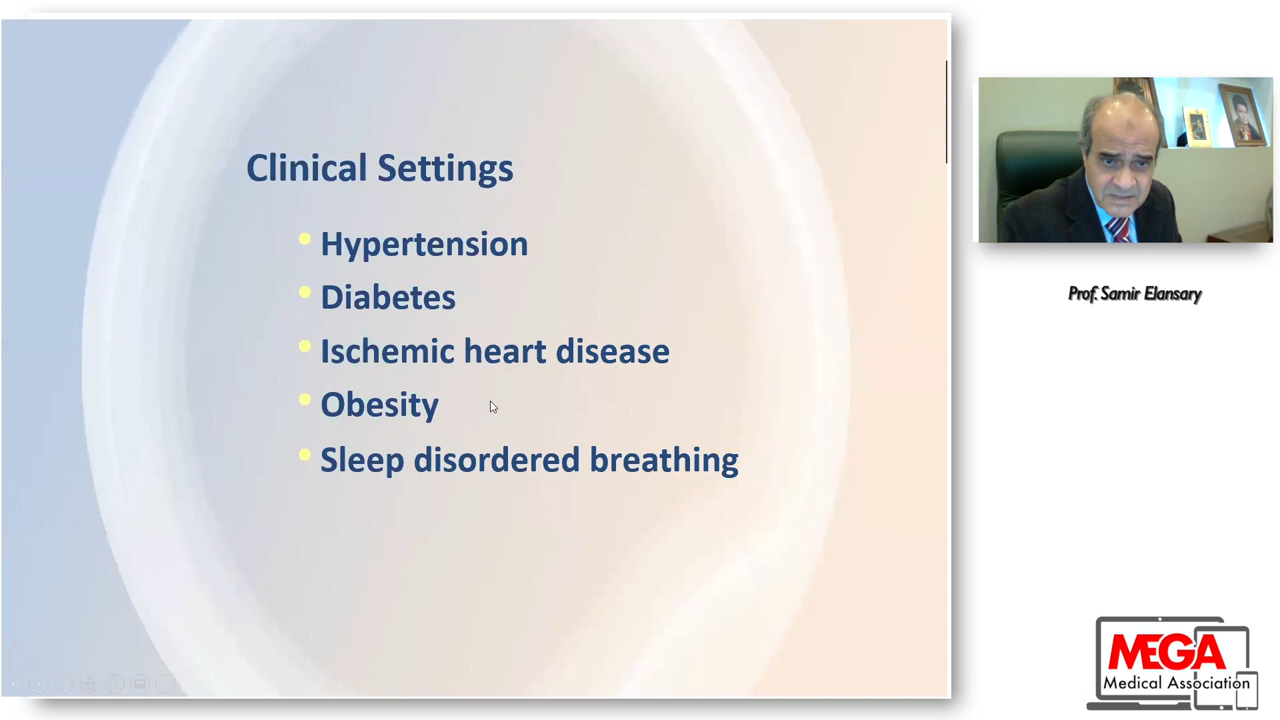 Clinical Settings
• Hypertension
• Diabetes
• Ischemic heart disease
• Obesity
• Sleep disordered breathing
Prof. Samir Elansary
MEGA
Medical Association